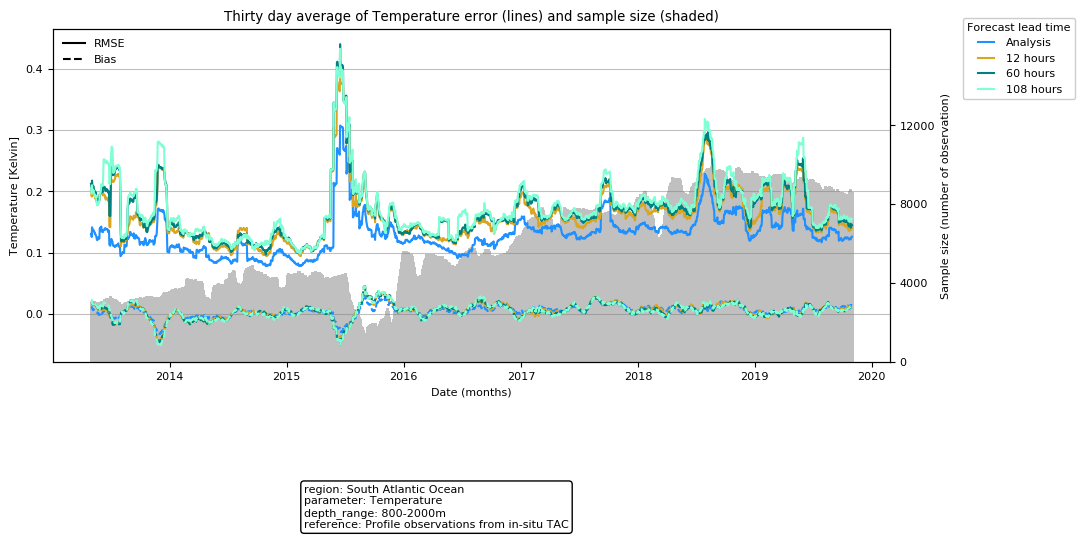 Thirty day average of Temperature error (lines) and sample size (shaded)
Forecast lead time
Analysis
12 hours
60 hours
108 hours
RMSE
Bias
Temperature [Kelvin]
0.4
0.3
0.2
0.1
0.0
12000
8000
4000
0
Sample size (number of observation)
2014 2015 2016 2017 2018 2019 2020
Date (months)
region: South Atlantic Ocean
parameter: Temperature
depth_range: 800-2000m
reference: Profile observations from in-situ TAC